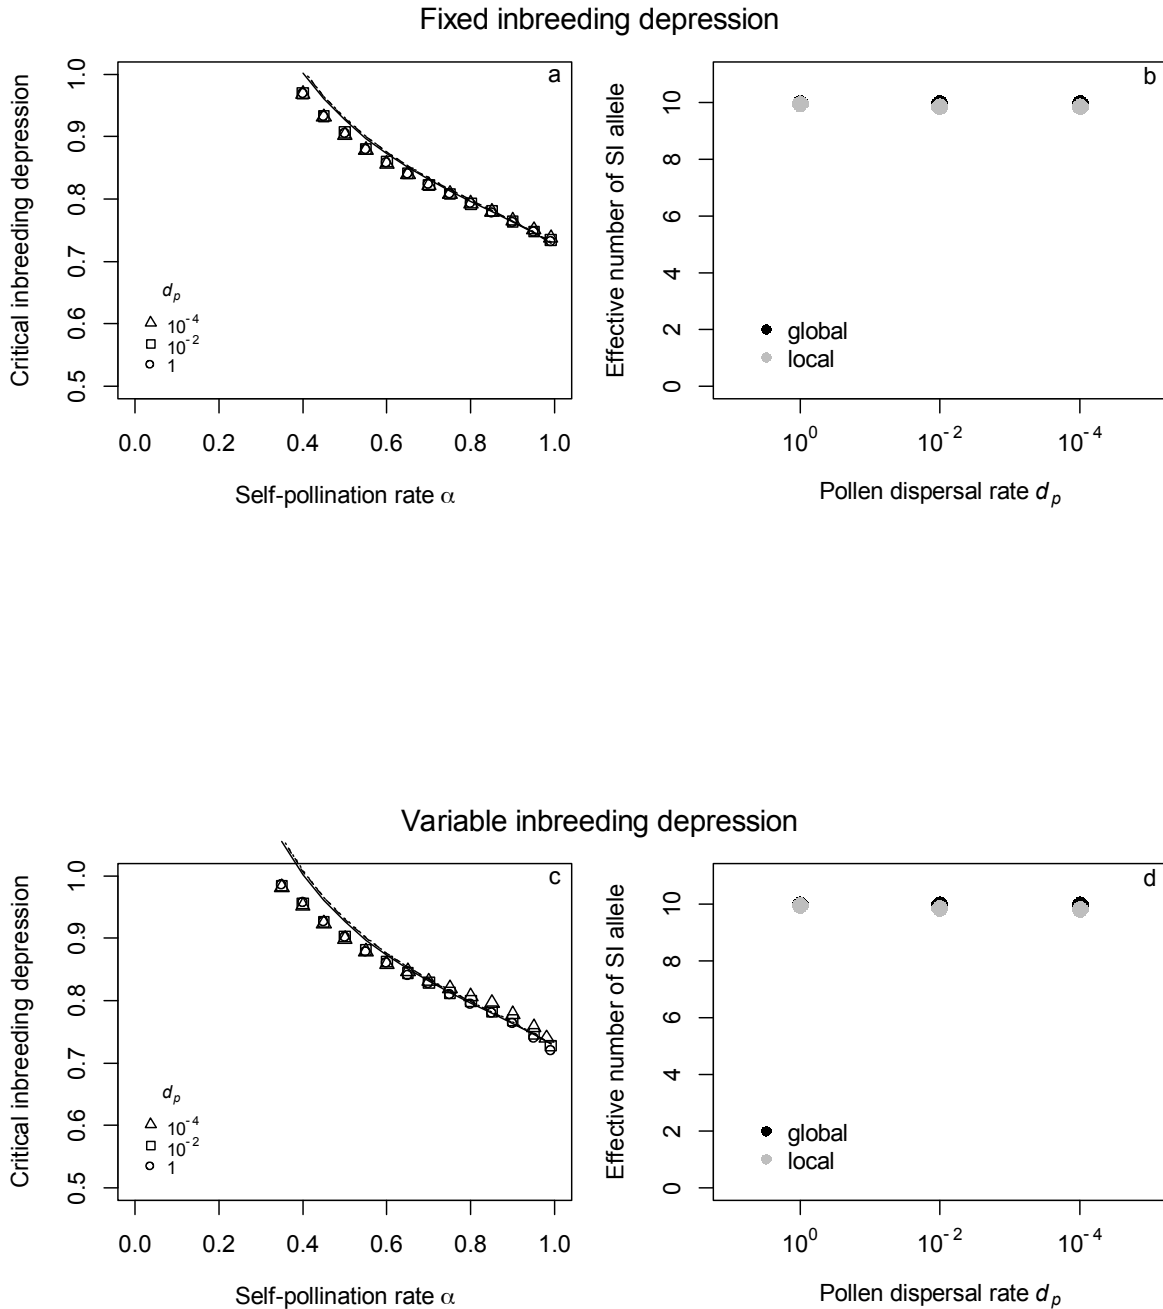 Fixed inbreeding depression
a
Critical inbreeding depression
1.0
0.9
0.8
0.7
0.6
0.5
d_p
10^-4
10^-2
1
0.0 0.2 0.4 0.6 0.8 1.0
Self-pollination rate α
b
Effective number of SI allele
10
8
6
4
2
0
global
local
10^0 10^-2 10^-4
Pollen dispersal rate d_p
Variable inbreeding depression
c
Critical inbreeding depression
1.0
0.9
0.8
0.7
0.6
0.5
d_p
10^-4
10^-2
1
0.0 0.2 0.4 0.6 0.8 1.0
Self-pollination rate α
d
Effective number of SI allele
10
8
6
4
2
0
global
local
10^0 10^-2 10^-4
Pollen dispersal rate d_p